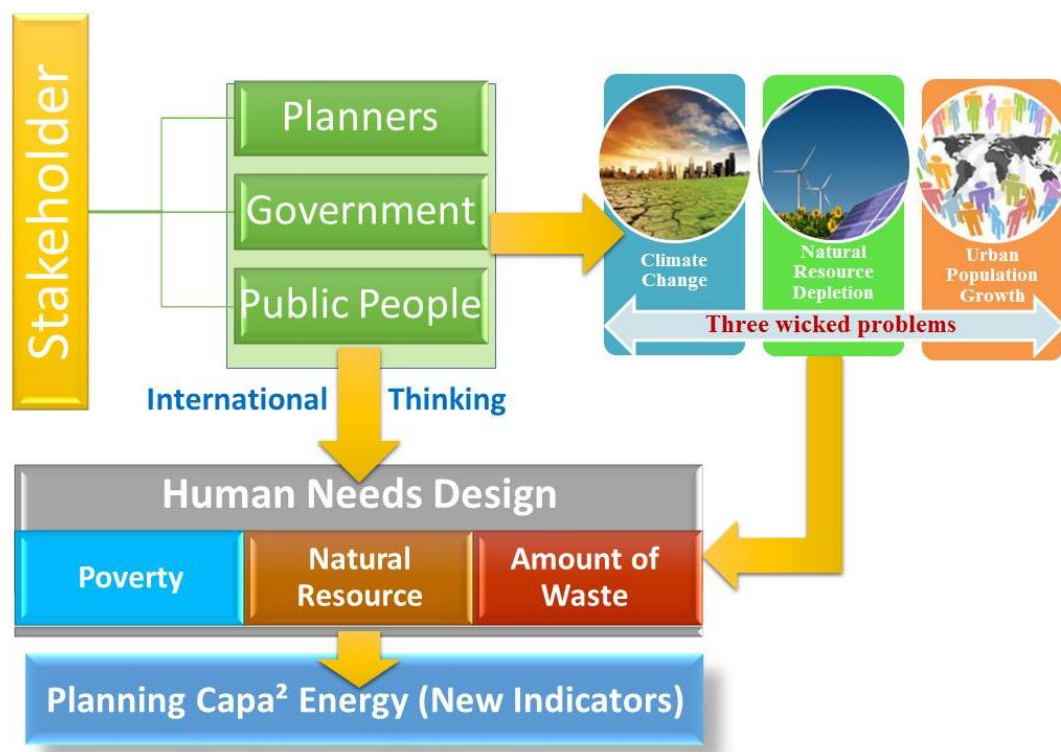 Stakeholder
Planners
Government
Public People
Climate
Change
Natural
Resource
Depletion
Urban
Population
Growth
Three wicked problems
International Thinking
Human Needs Design
Poverty
Natural
Resource
Amount of
Waste
Planning Capa² Energy (New Indicators)